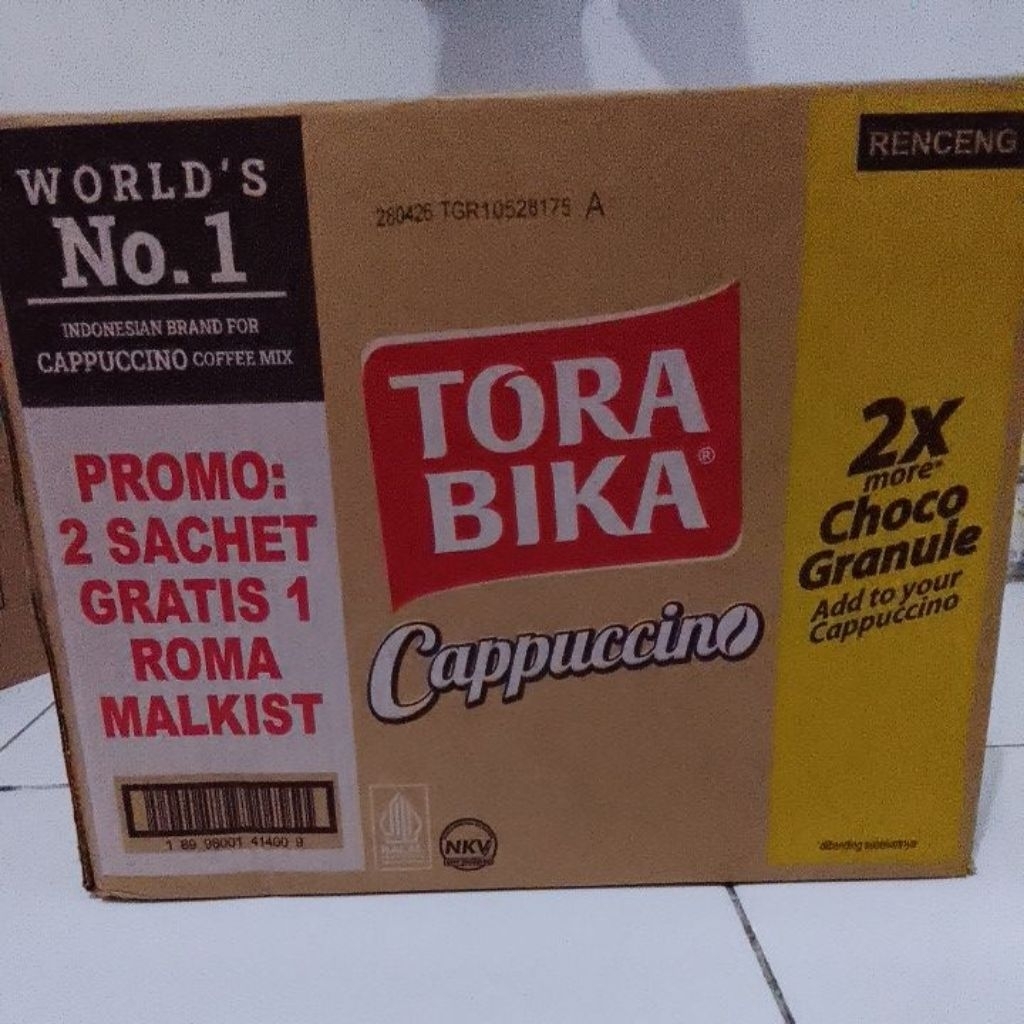 WORLD'S
No. 1
INDONESIAN BRAND FOR
CAPPUCCINO COFFEE MIX
PROMO:
2 SACHET
GRATIS 1
ROMA
MALKIST
1 89 96001 41400 9
280426 TGR10528175 A
TORA
BIKA®
Cappuccino
NKV
RENCENG
2x
more*
Choco
Granule
Add to your
Cappuccino